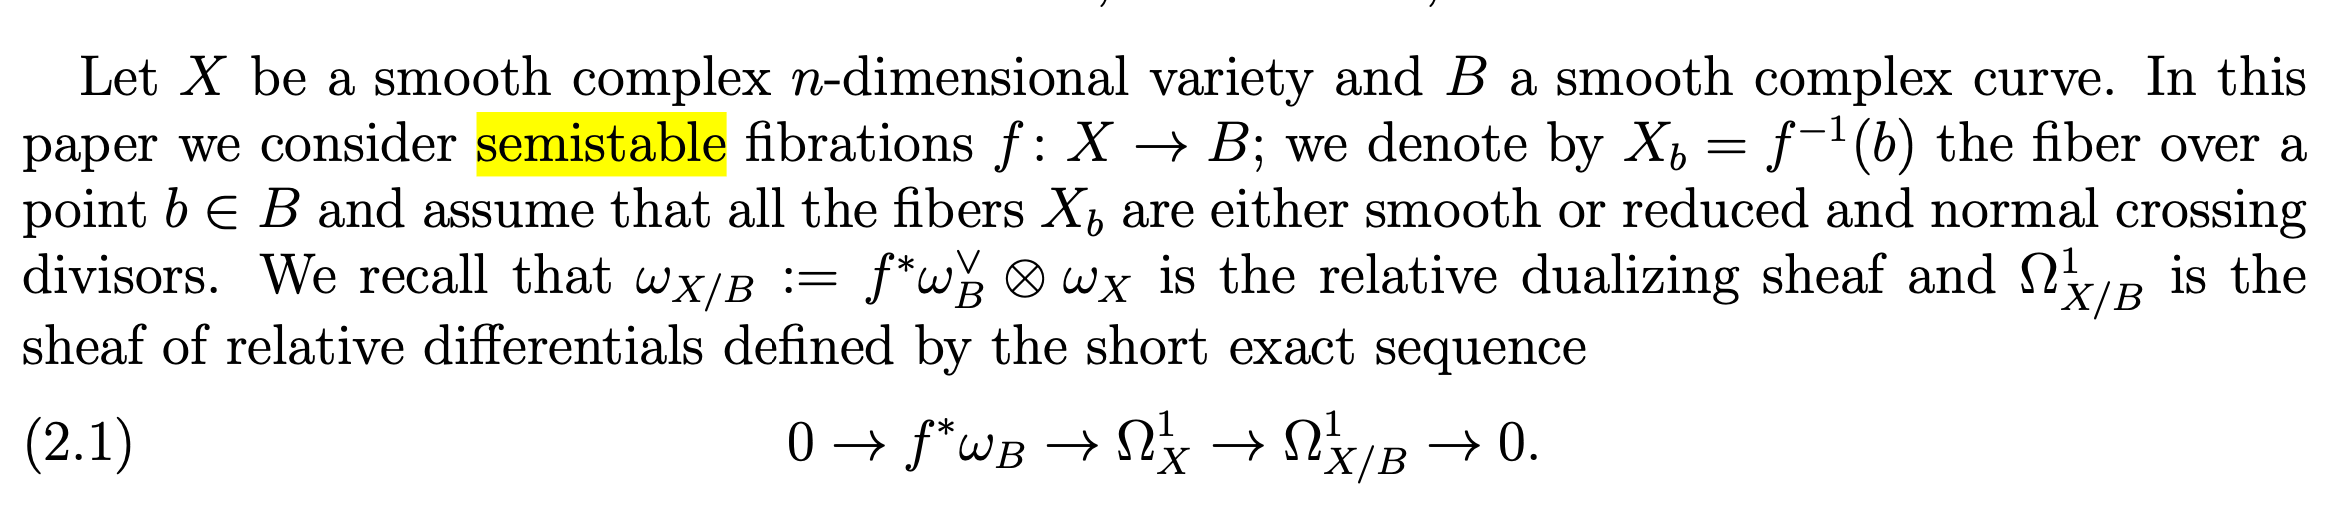 Let X be a smooth complex n-dimensional variety and B a smooth complex curve. In this
paper we consider semistable fibrations f: X → B; we denote by X_b = f^{-1}(b) the fiber over a
point b ∈ B and assume that all the fibers X_b are either smooth or reduced and normal crossing
divisors. We recall that ω_{X/B} := f^*ω_B^∨ ⊗ ω_X is the relative dualizing sheaf and Ω^1_{X/B} is the
sheaf of relative differentials defined by the short exact sequence
(2.1) 0 → f^*ω_B → Ω^1_X → Ω^1_{X/B} → 0.